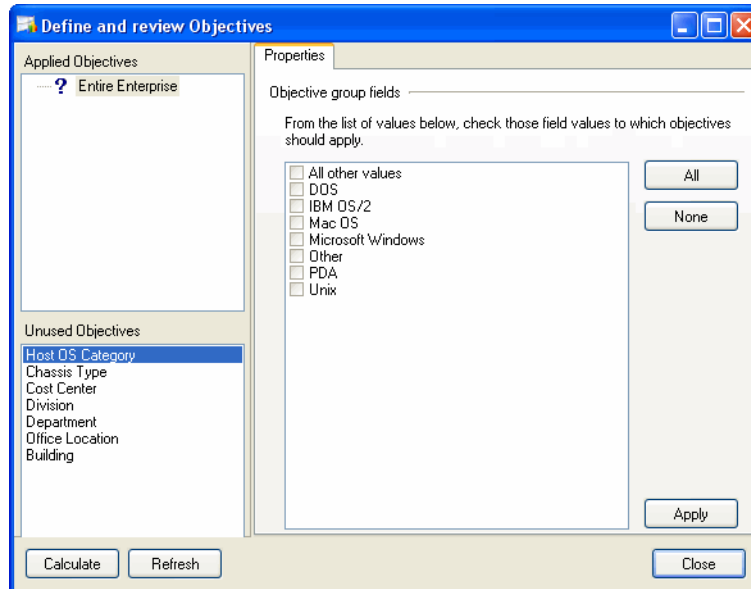 Define and review Objectives
Applied Objectives
? Entire Enterprise
Unused Objectives
Host OS Category
Chassis Type
Cost Center
Division
Department
Office Location
Building
Properties
Objective group fields
From the list of values below, check those field values to which objectives
should apply.
All other values
DOS
IBM OS/2
Mac OS
Microsoft Windows
Other
PDA
Unix
All
None
Apply
Calculate
Refresh
Close